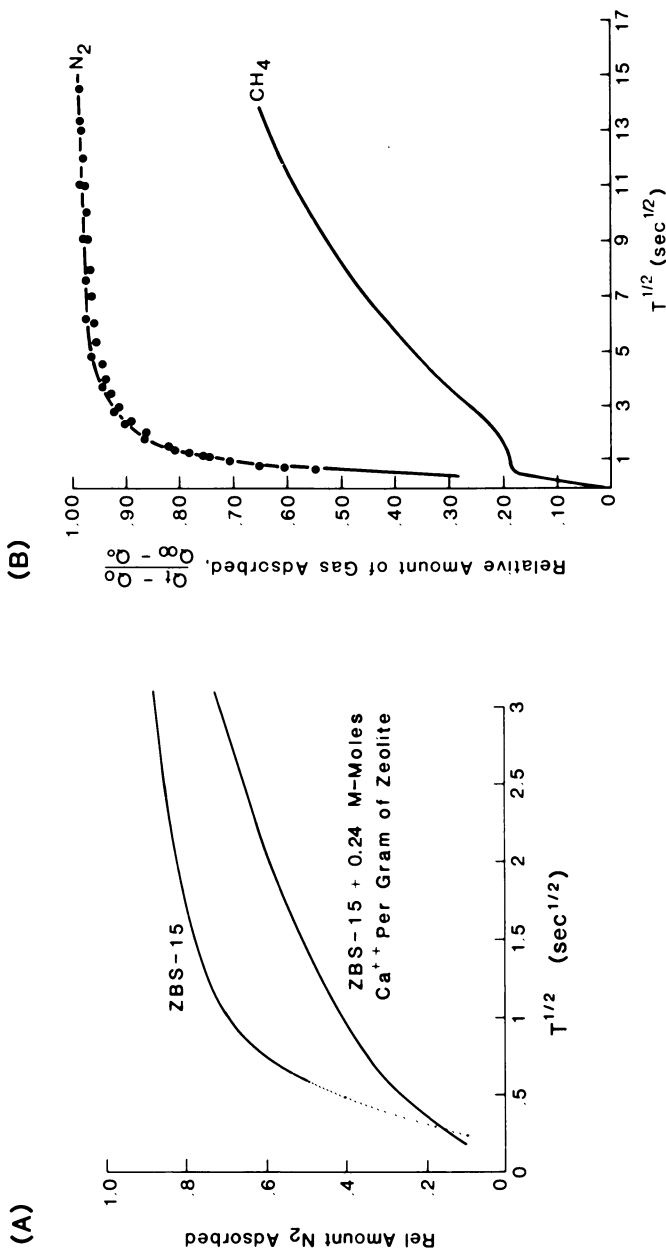 (A)
Rel Amount N2 Adsorbed
1.0
.8
.6
.4
.2
0
.5
1
1.5
2
2.5
3
T1/2 (sec1/2)
ZBS-15
ZBS-15 + 0.24 M-Moles
Ca++ Per Gram of Zeolite
(B)
Relative Amount of Gas Adsorbed, Qt - Qo
Q∞ - Qo
1.00
.90
.80
.70
.60
.50
.40
.30
.20
.10
0
1
3
5
7
9
11
13
15
17
T1/2 (sec1/2)
N2
CH4